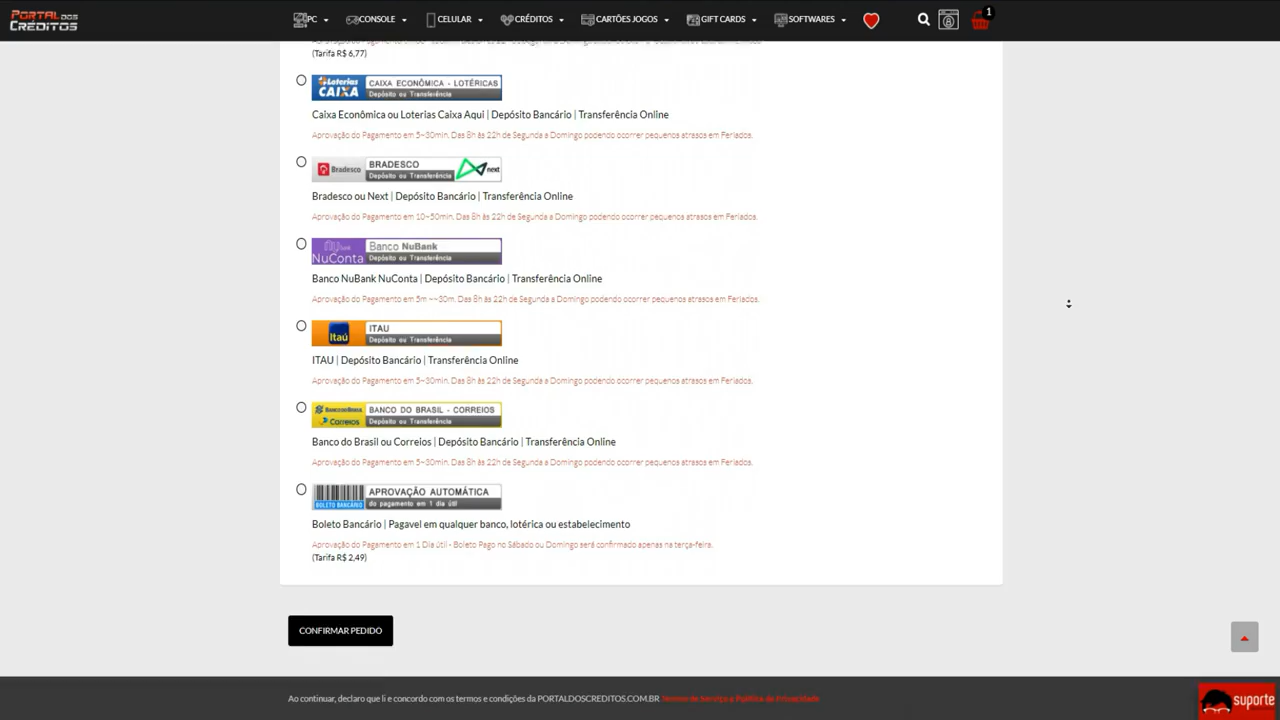 PORTAL DOS CRÉDITOS
PC CONSOLE CELULAR CRÉDITOS CARTÕES JOGOS GIFT CARDS SOFTWARES 1
(Tarifa R$ 6,77)
Loterias CAIXA CAIXA ECONÔMICA - LOTÉRICAS
Depósito ou Transferência
Caixa Econômica ou Loterias Caixa Aqui | Depósito Bancário | Transferência Online
Aprovação do Pagamento em 5~30min. Das 8h às 22h de Segunda a Domingo podendo ocorrer pequenos atrasos em Feriados.
Bradesco BRADESCO next
Depósito ou Transferência
Bradesco ou Next | Depósito Bancário | Transferência Online
Aprovação do Pagamento em 10~50min. Das 8h às 22h de Segunda a Domingo podendo ocorrer pequenos atrasos em Feriados.
Banco NuBank
NuConta Depósito ou Transferência
Banco NuBank NuConta | Depósito Bancário | Transferência Online
Aprovação do Pagamento em 5m ~~30m. Das 8h às 22h de Segunda a Domingo podendo ocorrer pequenos atrasos em Feriados.
Itaú ITAU
Depósito ou Transferência
ITAU | Depósito Bancário | Transferência Online
Aprovação do Pagamento em 5~30min. Das 8h às 22h de Segunda a Domingo podendo ocorrer pequenos atrasos em Feriados.
BANCO DO BRASIL BANCO DO BRASIL - CORREIOS
Correios Depósito ou Transferência
Banco do Brasil ou Correios | Depósito Bancário | Transferência Online
Aprovação do Pagamento em 5~30min. Das 8h às 22h de Segunda a Domingo podendo ocorrer pequenos atrasos em Feriados.
APROVAÇÃO AUTOMÁTICA
BOLETO BANCÁRIO do pagamento em 1 dia útil
Boleto Bancário | Pagavel em qualquer banco, lotérica ou estabelecimento
Aprovação do Pagamento em 1 Dia útil - Boleto Pago no Sábado ou Domingo será confirmado apenas na terça-feira.
(Tarifa R$ 2,49)
CONFIRMAR PEDIDO
Ao continuar, declaro que li e concordo com os termos e condições da PORTALDOSCREDITOS.COM.BR Termos de Serviço e Política de Privacidade
suporte